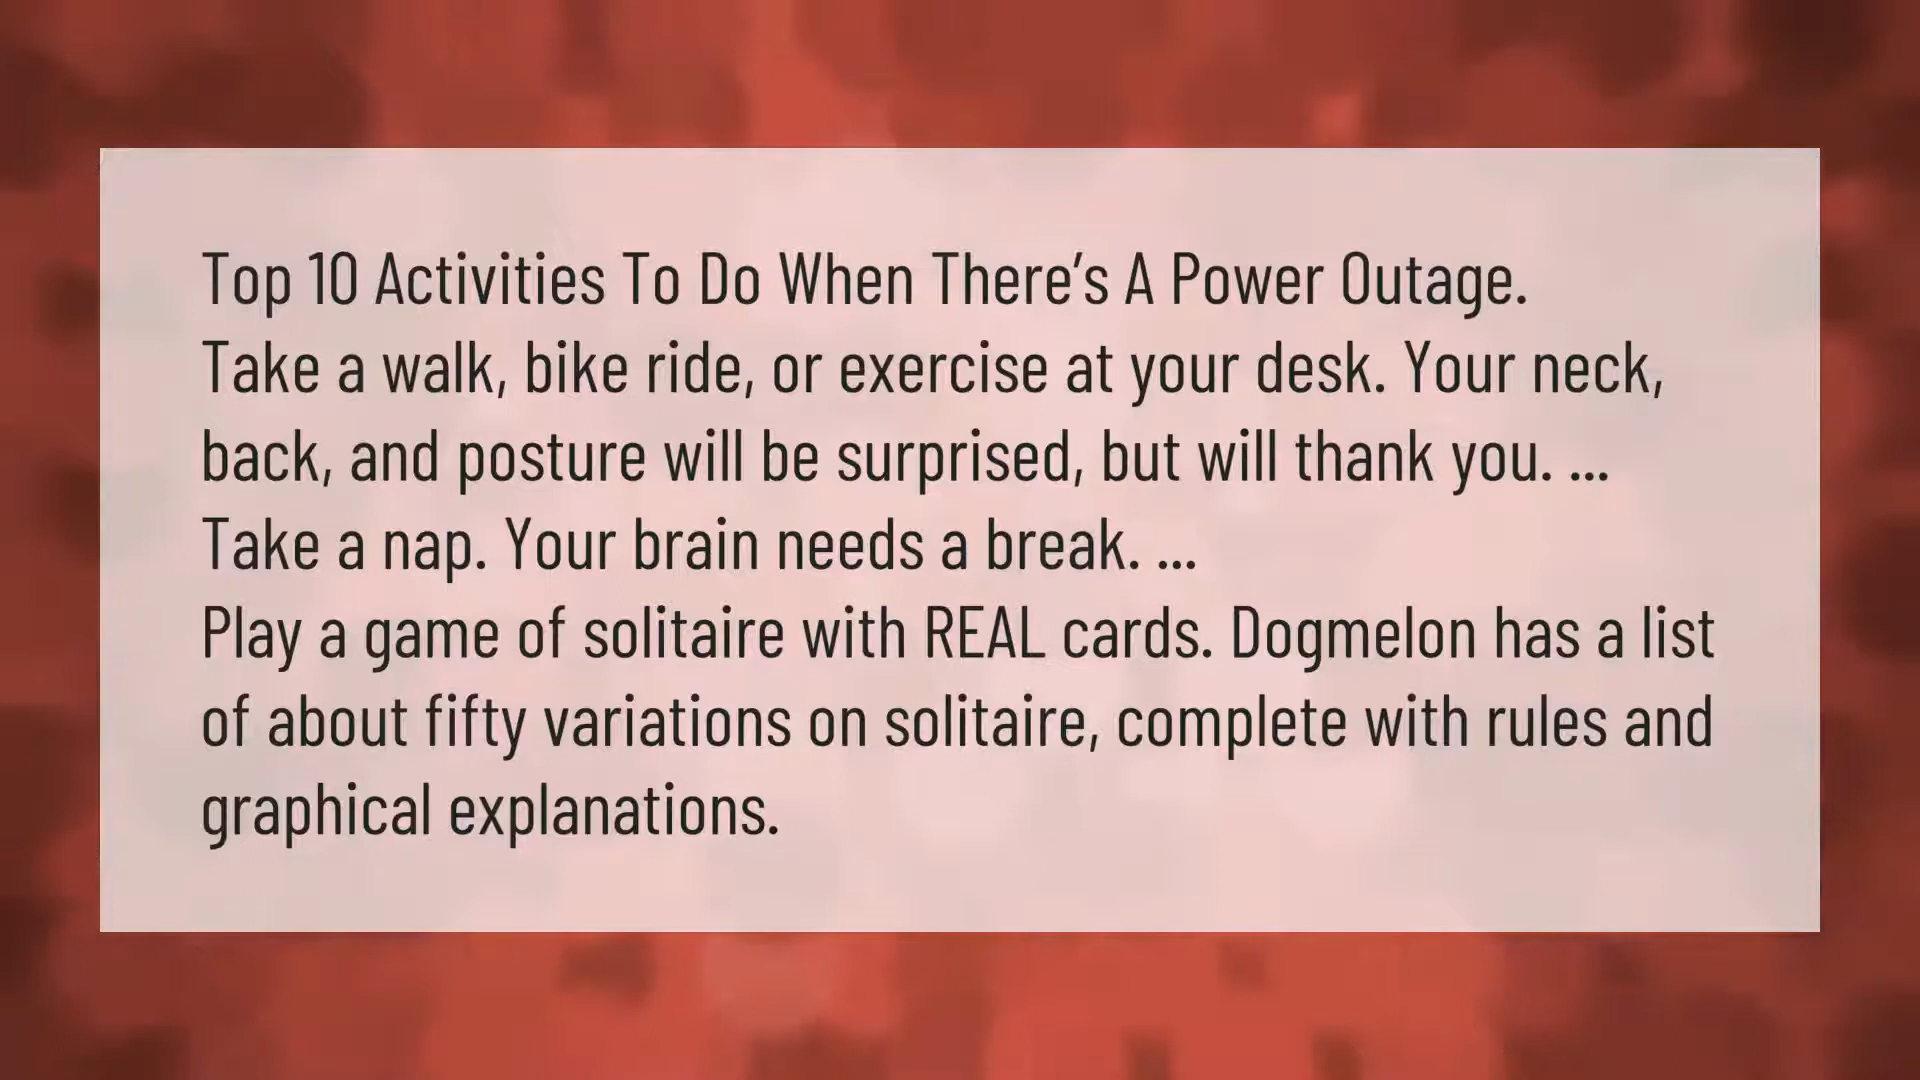 Top 10 Activities To Do When There’s A Power Outage.
Take a walk, bike ride, or exercise at your desk. Your neck,
back, and posture will be surprised, but will thank you. ...
Take a nap. Your brain needs a break. ...
Play a game of solitaire with REAL cards. Dogmelon has a list
of about fifty variations on solitaire, complete with rules and
graphical explanations.